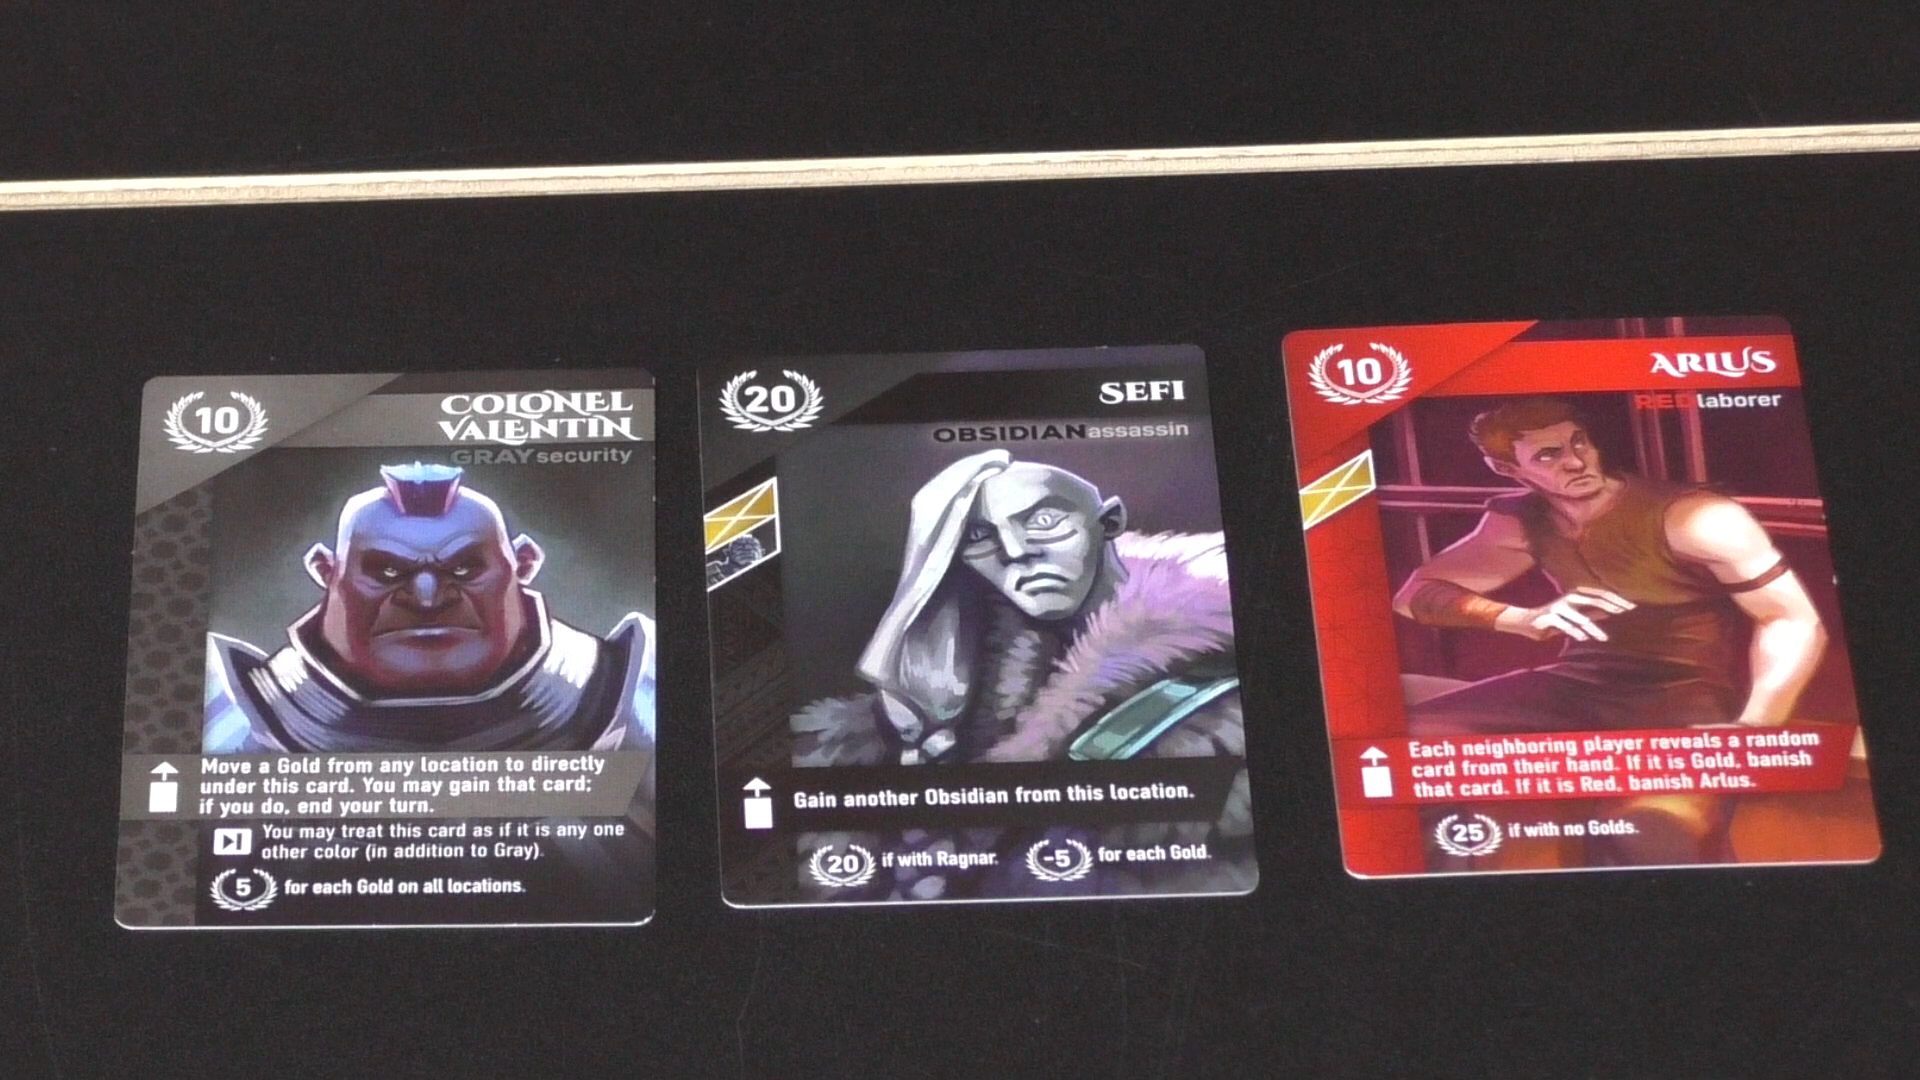 10
COLONEL
VALENTIN
GRAY security
Move a Gold from any location to directly
under this card. You may gain that card;
if you do, end your turn.
You may treat this card as if it is any one
other color (in addition to Gray).
5 for each Gold on all locations.
20
SEFI
OBSIDIAN assassin
Gain another Obsidian from this location.
20 if with Ragnar. -5 for each Gold.
10
ARLUS
RED laborer
Each neighboring player reveals a random
card from their hand. If it is Gold, banish
that card. If it is Red, banish Arlus.
25 if with no Golds.